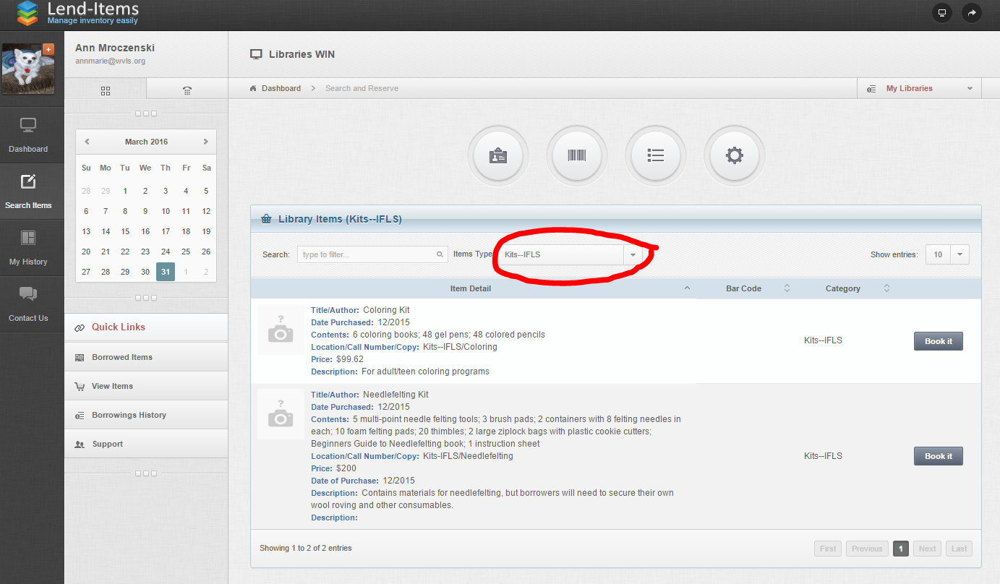 Lend-Items
Manage inventory easily
Ann Mroczenski
annmarie@wvls.org
Libraries WIN
Dashboard > Search and Reserve
My Libraries
Dashboard
Search Items
My History
Contact Us
March 2016
Su Mo Tu We Th Fr Sa
28 29 1 2 3 4 5
6 7 8 9 10 11 12
13 14 15 16 17 18 19
20 21 22 23 24 25 26
27 28 29 30 31 1 2
Quick Links
Borrowed Items
View Items
Borrowings History
Support
Library Items (Kits--IFLS)
Search: type to filter... Items Type Kits--IFLS Show entries: 10
Item Detail Bar Code Category
Title/Author: Coloring Kit
Date Purchased: 12/2015
Contents: 6 coloring books; 48 gel pens; 48 colored pencils
Location/Call Number/Copy: Kits--IFLS/Coloring
Price: $99.62
Description: For adult/teen coloring programs
Kits--IFLS
Book it
Title/Author: Needlefelting Kit
Date Purchased: 12/2015
Contents: 5 multi-point needle felting tools; 3 brush pads; 2 containers with 8 felting needles in
each; 10 foam felting pads; 20 thimbles; 2 large ziplock bags with plastic cookie cutters;
Beginners Guide to Needlefelting book; 1 instruction sheet
Location/Call Number/Copy: Kits-IFLS/Needlefelting
Price: $200
Date of Purchase: 12/2015
Description: Contains materials for needlefelting, but borrowers will need to secure their own
wool roving and other consumables.
Description:
Kits--IFLS
Book it
Showing 1 to 2 of 2 entries
First Previous 1 Next Last